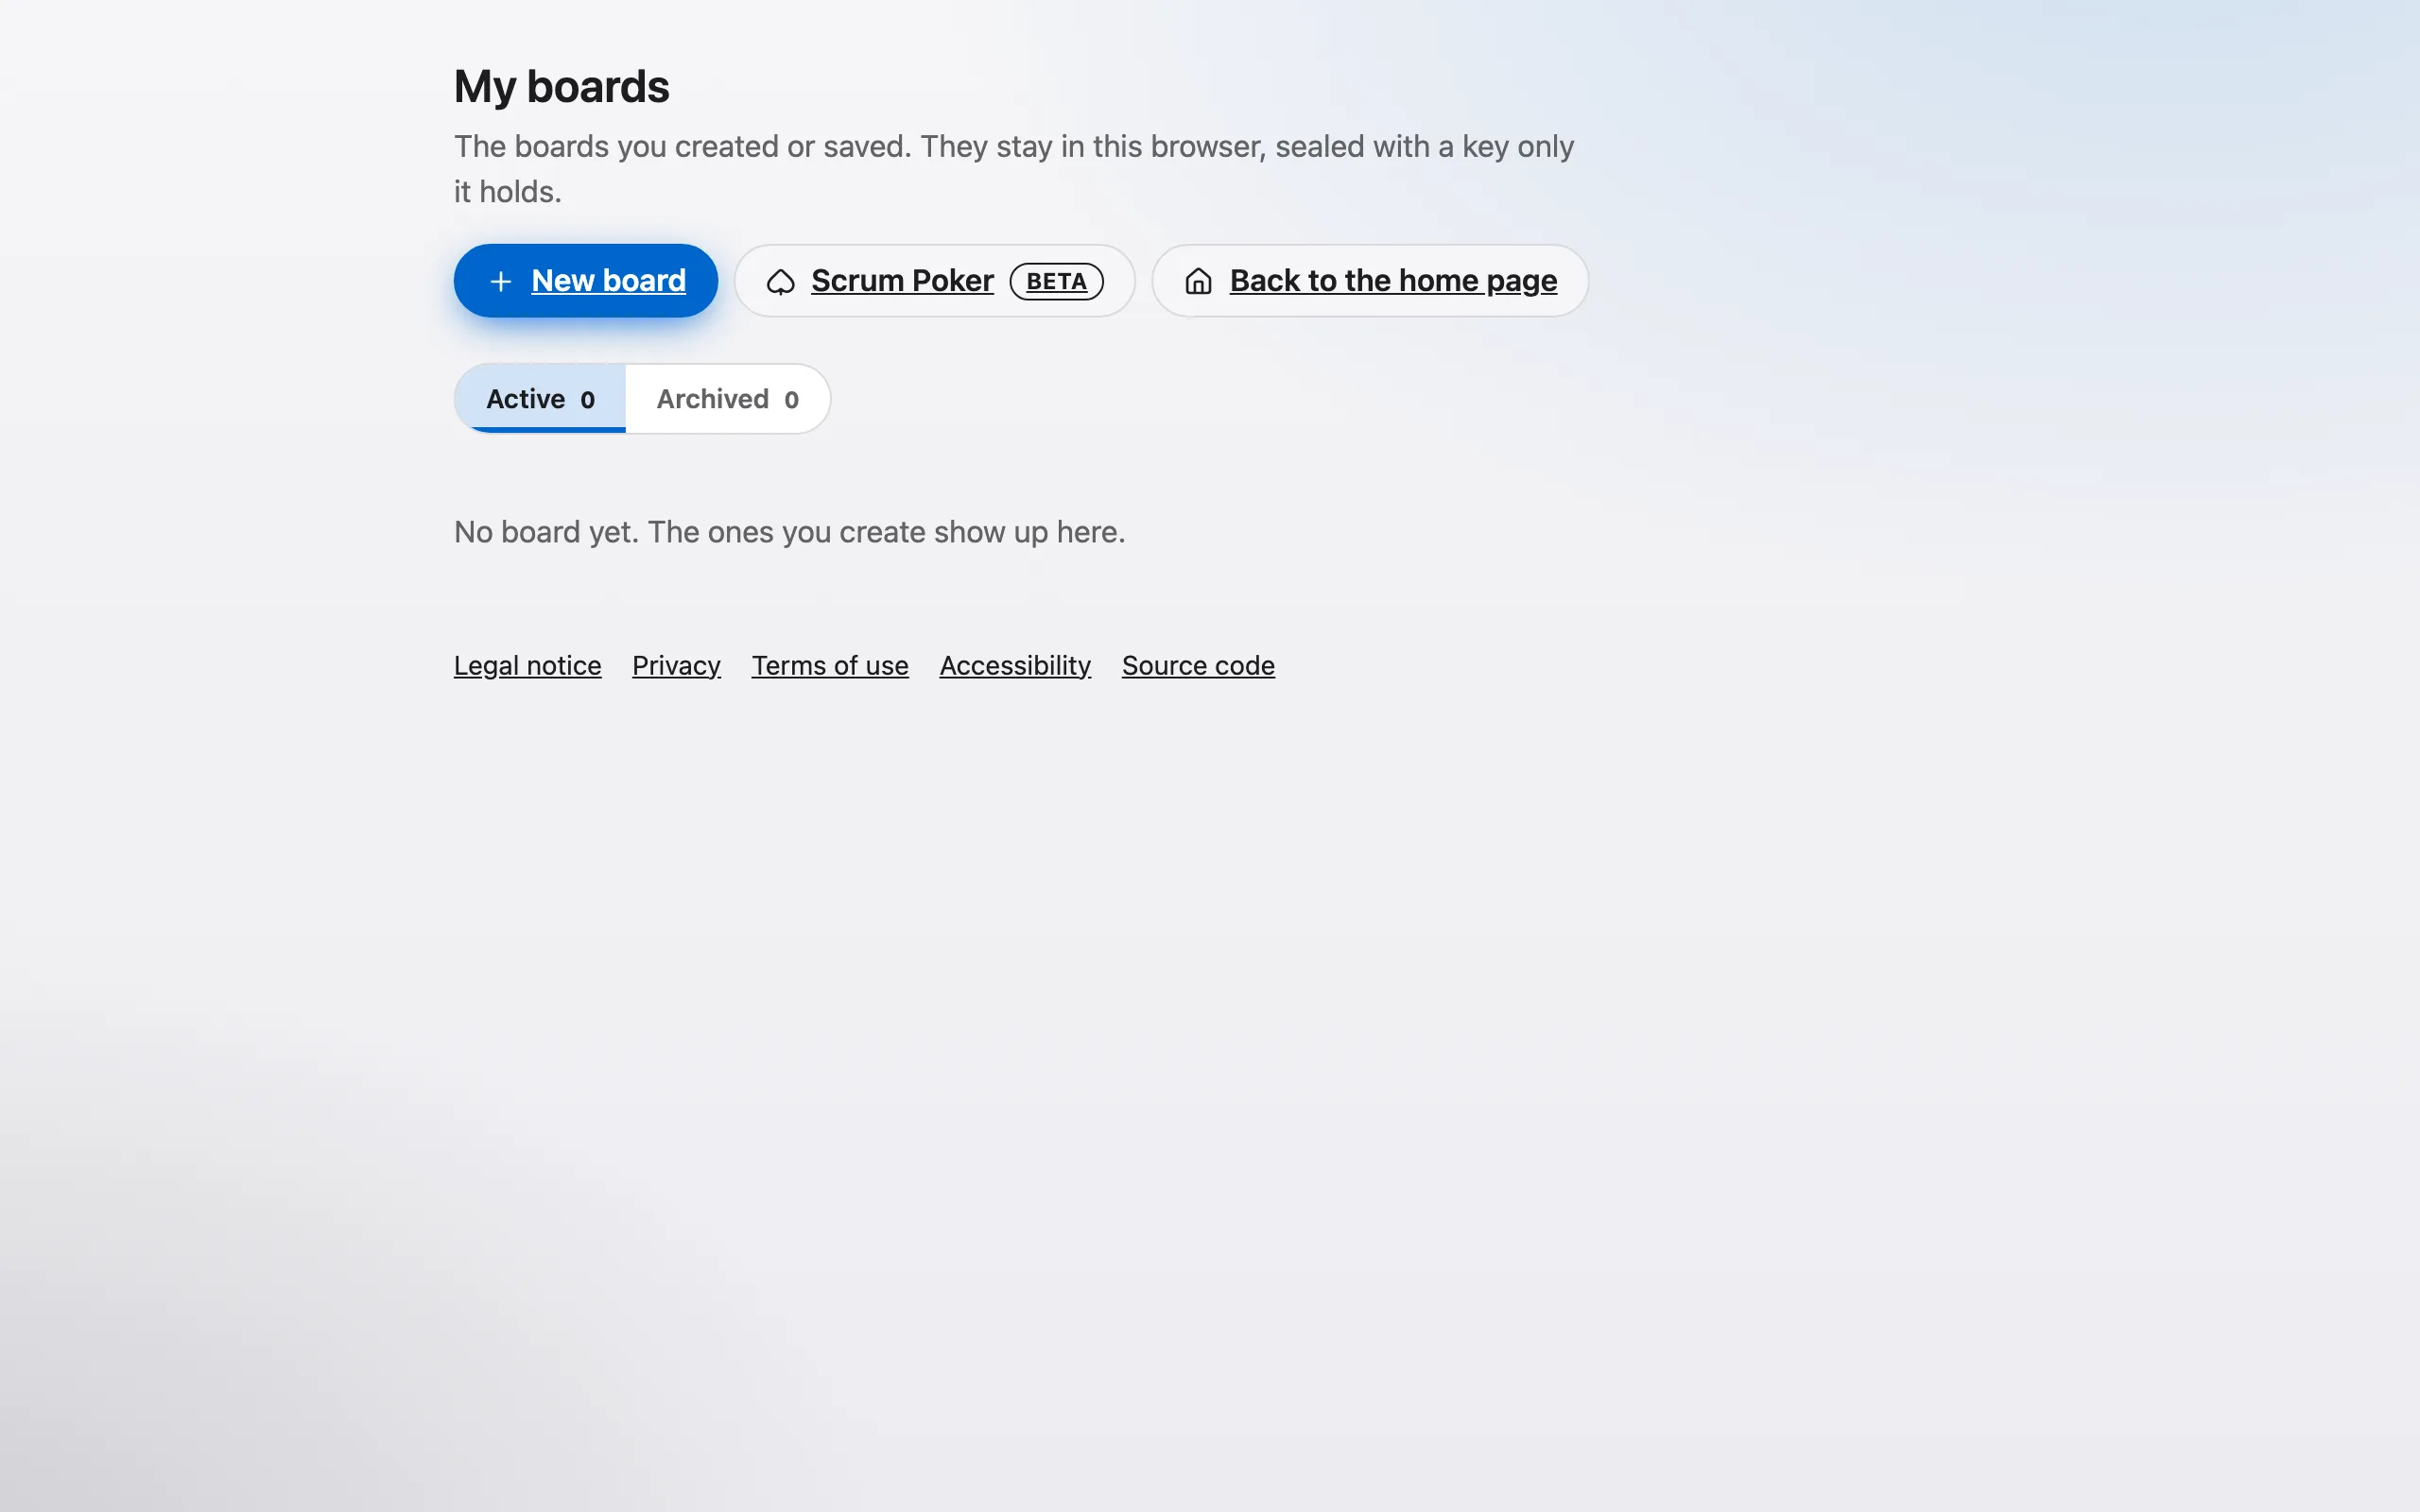 My boards
The boards you created or saved. They stay in this browser, sealed with a key only
it holds.
New board
Scrum Poker BETA
Back to the home page
Active 0
Archived 0
No board yet. The ones you create show up here.
Legal notice
Privacy
Terms of use
Accessibility
Source code